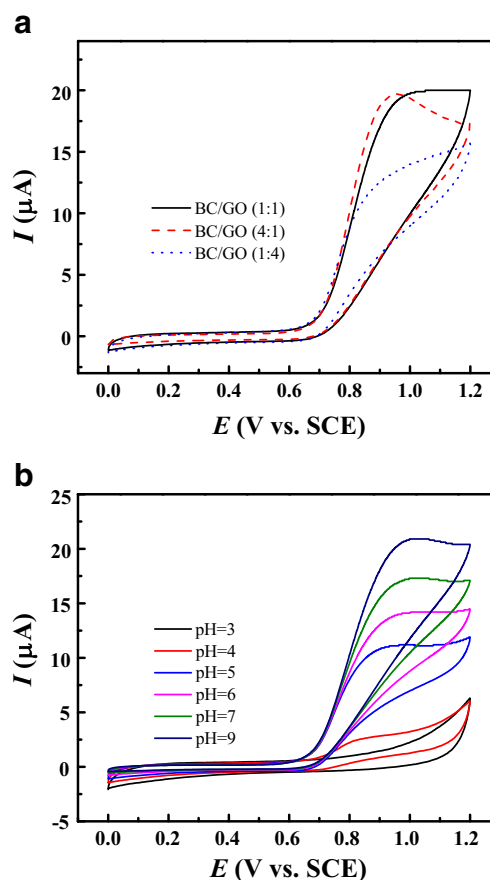 a
20
15
10
5
0
I (μA)
BC/GO (1:1)
BC/GO (4:1)
BC/GO (1:4)
0.0 0.2 0.4 0.6 0.8 1.0 1.2
E (V vs. SCE)
b
25
20
15
10
5
0
-5
I (μA)
pH=3
pH=4
pH=5
pH=6
pH=7
pH=9
0.0 0.2 0.4 0.6 0.8 1.0 1.2
E (V vs. SCE)